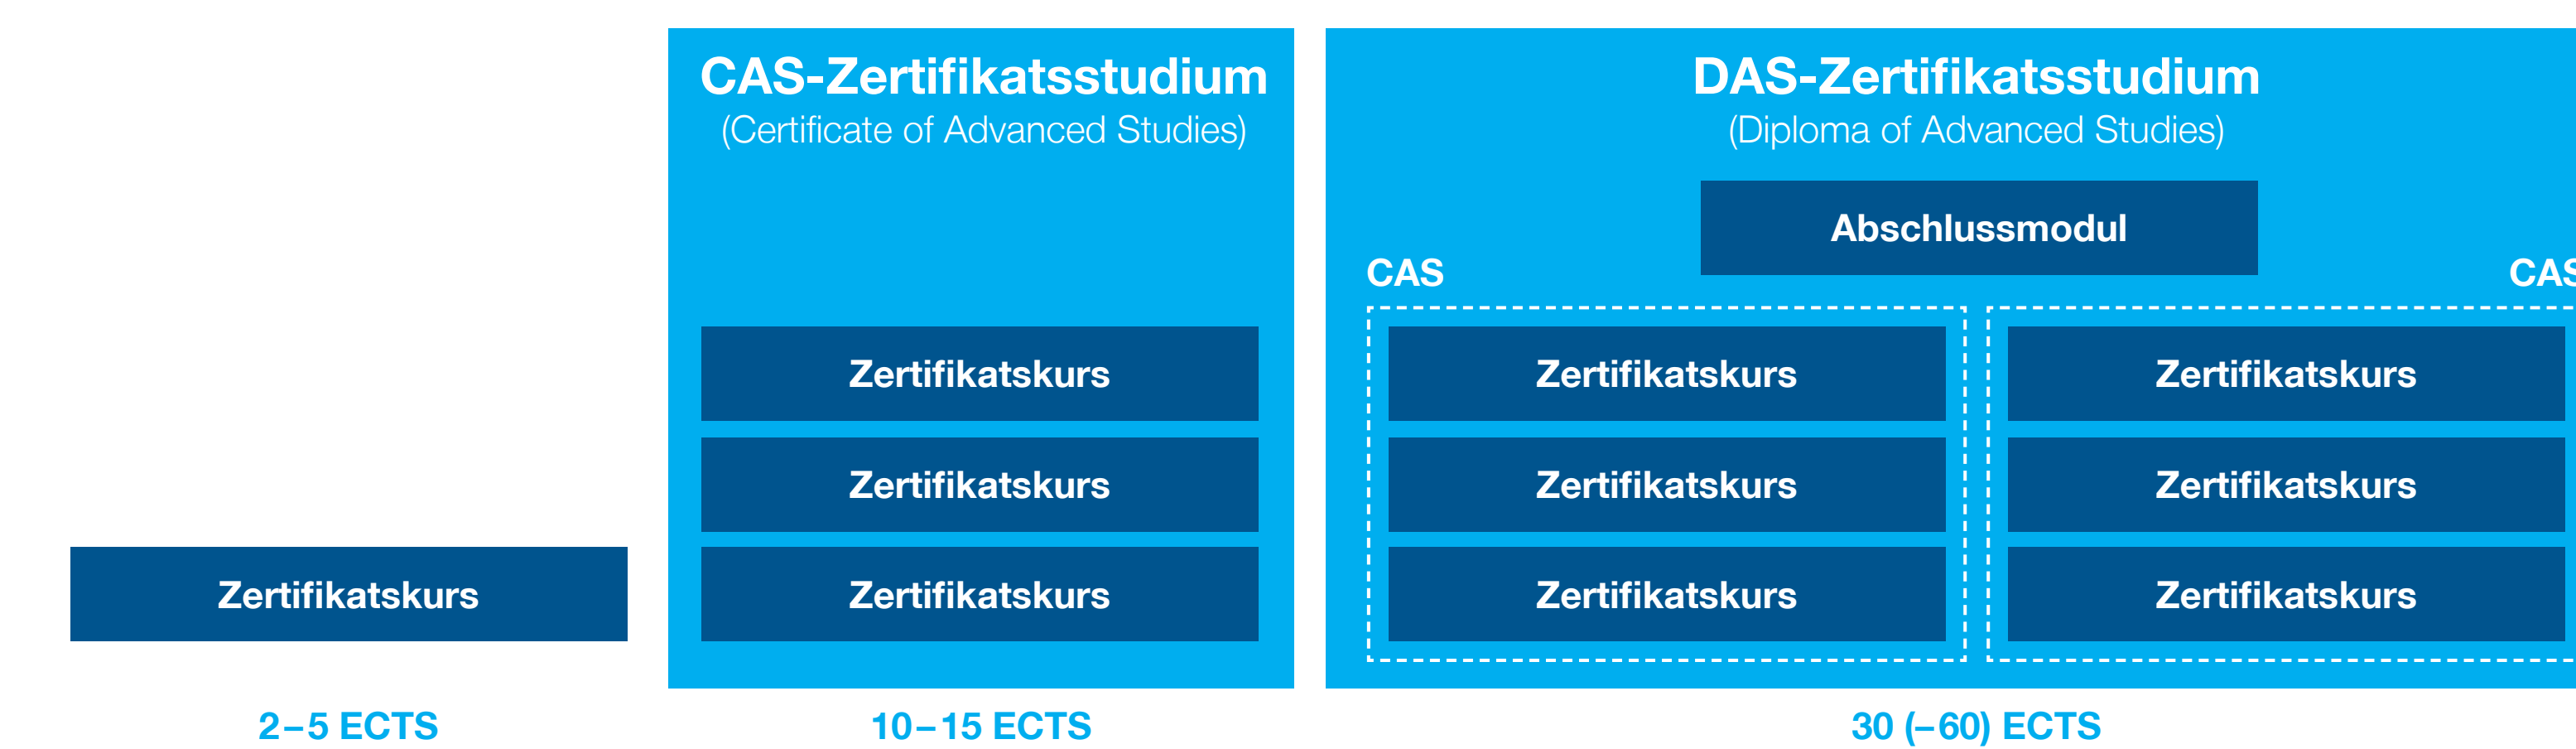 CAS-Zertifikatsstudium
(Certificate of Advanced Studies)
Zertifikatskurs
Zertifikatskurs
Zertifikatskurs
DAS-Zertifikatsstudium
(Diploma of Advanced Studies)
Abschlussmodul
CAS
CAS
Zertifikatskurs
Zertifikatskurs
Zertifikatskurs
Zertifikatskurs
Zertifikatskurs
Zertifikatskurs
Zertifikatskurs
2–5 ECTS
10–15 ECTS
30 (–60) ECTS